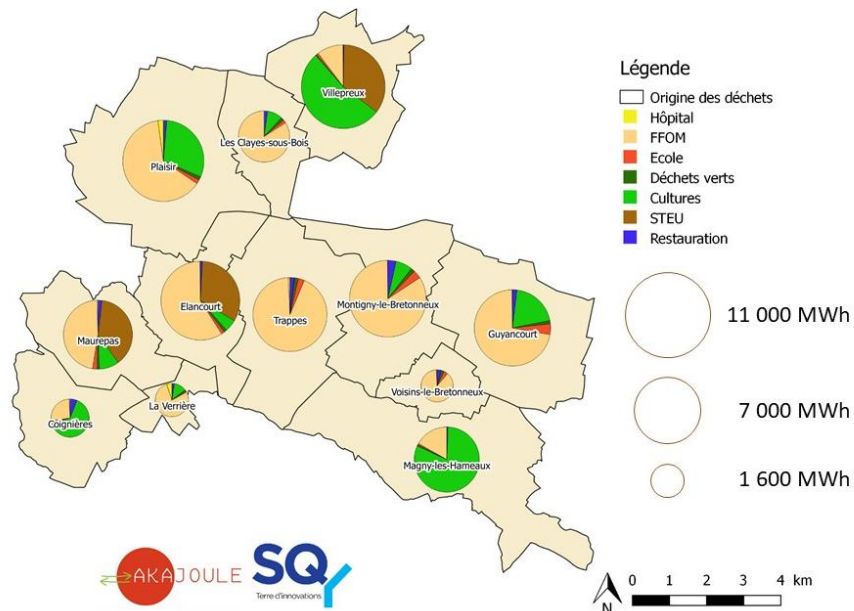 Villepreux
Les Clayes-sous-Bois
Plaisir
Elancourt
Trappes
Montigny-le-Bretonneux
Guyancourt
Maurepas
Voisins-le-Bretonneux
La Verrière
Coignières
Magny-les-Hameaux
Légende
Origine des déchets
Hôpital
FFOM
Ecole
Déchets verts
Cultures
STEU
Restauration
11 000 MWh
7 000 MWh
1 600 MWh
AKAJOULE
SQY
Terre d'innovations
N
0 1 2 3 4 km